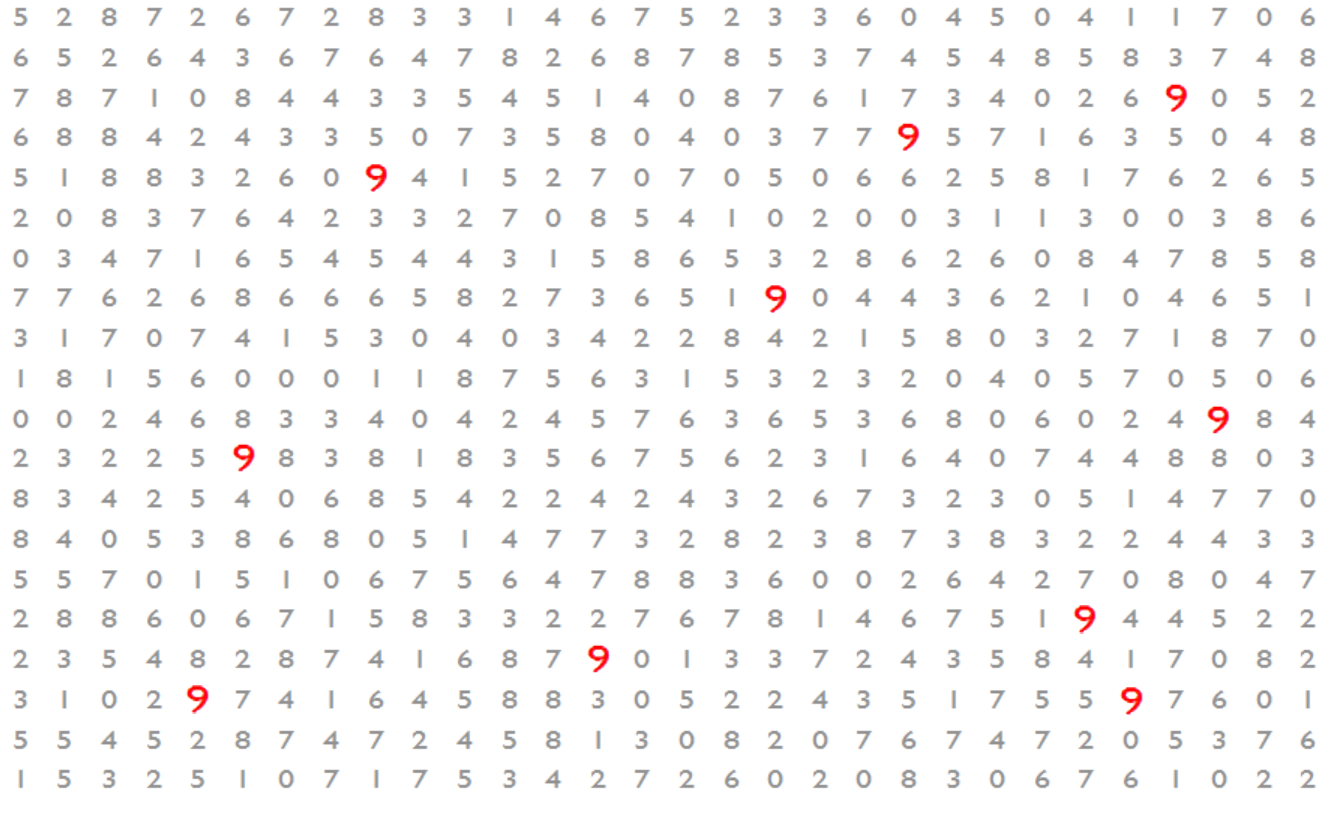 5 2 8 7 2 6 7 2 8 3 3 1 4 6 7 5 2 3 3 6 0 4 5 0 4 1 1 7 0 6
6 5 2 6 4 3 6 7 6 4 7 8 2 6 8 7 8 5 3 7 4 5 4 8 5 8 3 7 4 8
7 8 7 1 0 8 4 4 3 3 5 4 5 1 4 0 8 7 6 1 7 3 4 0 2 6 9 0 5 2
6 8 8 4 2 4 3 3 5 0 7 3 5 8 0 4 0 3 7 7 9 5 7 1 6 3 5 0 4 8
5 1 8 8 3 2 6 0 9 4 1 5 2 7 0 7 0 5 0 6 6 2 5 8 1 7 6 2 6 5
2 0 8 3 7 6 4 2 3 3 2 7 0 8 5 4 1 0 2 0 0 3 1 1 3 0 0 3 8 6
0 3 4 7 1 6 5 4 5 4 4 3 1 5 8 6 5 3 2 8 6 2 6 0 8 4 7 8 5 8
7 7 6 2 6 8 6 6 6 5 8 2 7 3 6 5 1 9 0 4 4 3 6 2 1 0 4 6 5 1
3 1 7 0 7 4 1 5 3 0 4 0 3 4 2 2 8 4 2 1 5 8 0 3 2 7 1 8 7 0
1 8 1 5 6 0 0 0 1 1 8 7 5 6 3 1 5 3 2 3 2 0 4 0 5 7 0 5 0 6
0 0 2 4 6 8 3 3 4 0 4 2 4 5 7 6 3 6 5 3 6 8 0 6 0 2 4 9 8 4
2 3 2 2 5 9 8 3 8 1 8 3 5 6 7 5 6 2 3 1 6 4 0 7 4 4 8 8 0 3
8 3 4 2 5 4 0 6 8 5 4 2 2 4 2 4 3 2 6 7 3 2 3 0 5 1 4 7 7 0
8 4 0 5 3 8 6 8 0 5 1 4 7 7 3 2 8 2 3 8 7 3 8 3 2 2 4 4 3 3
5 5 7 0 1 5 1 0 6 7 5 6 4 7 8 8 3 6 0 0 2 6 4 2 7 0 8 0 4 7
2 8 8 6 0 6 7 1 5 8 3 3 2 2 7 6 7 8 1 4 6 7 5 1 9 4 4 5 2 2
2 3 5 4 8 2 8 7 4 1 6 8 7 9 0 1 3 3 7 2 4 3 5 8 4 1 7 0 8 2
3 1 0 2 9 7 4 1 6 4 5 8 8 3 0 5 2 2 4 3 5 1 7 5 5 9 7 6 0 1
5 5 4 5 2 8 7 4 7 2 4 5 8 1 3 0 8 2 0 7 6 7 4 7 2 0 5 3 7 6
1 5 3 2 5 1 0 7 1 7 5 3 4 2 7 2 6 0 2 0 8 3 0 6 7 6 1 0 2 2